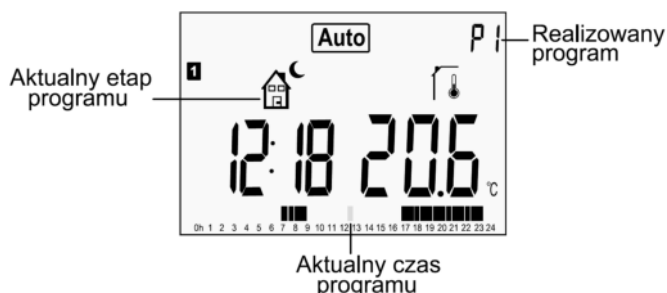 Auto
P1
Realizowany
program
1
Aktualny etap
programu
12:18 20.6 °C
0h 1 2 3 4 5 6 7 8 9 10 11 12 13 14 15 16 17 18 19 20 21 22 23 24
Aktualny czas
programu